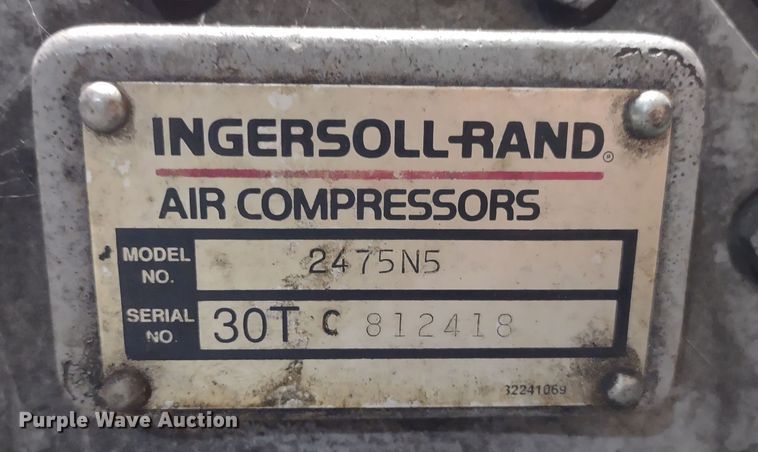 INGERSOLL-RAND®
AIR COMPRESSORS
MODEL NO. 2475N5
SERIAL NO. 30T C 812418
32241069
Purple Wave Auction